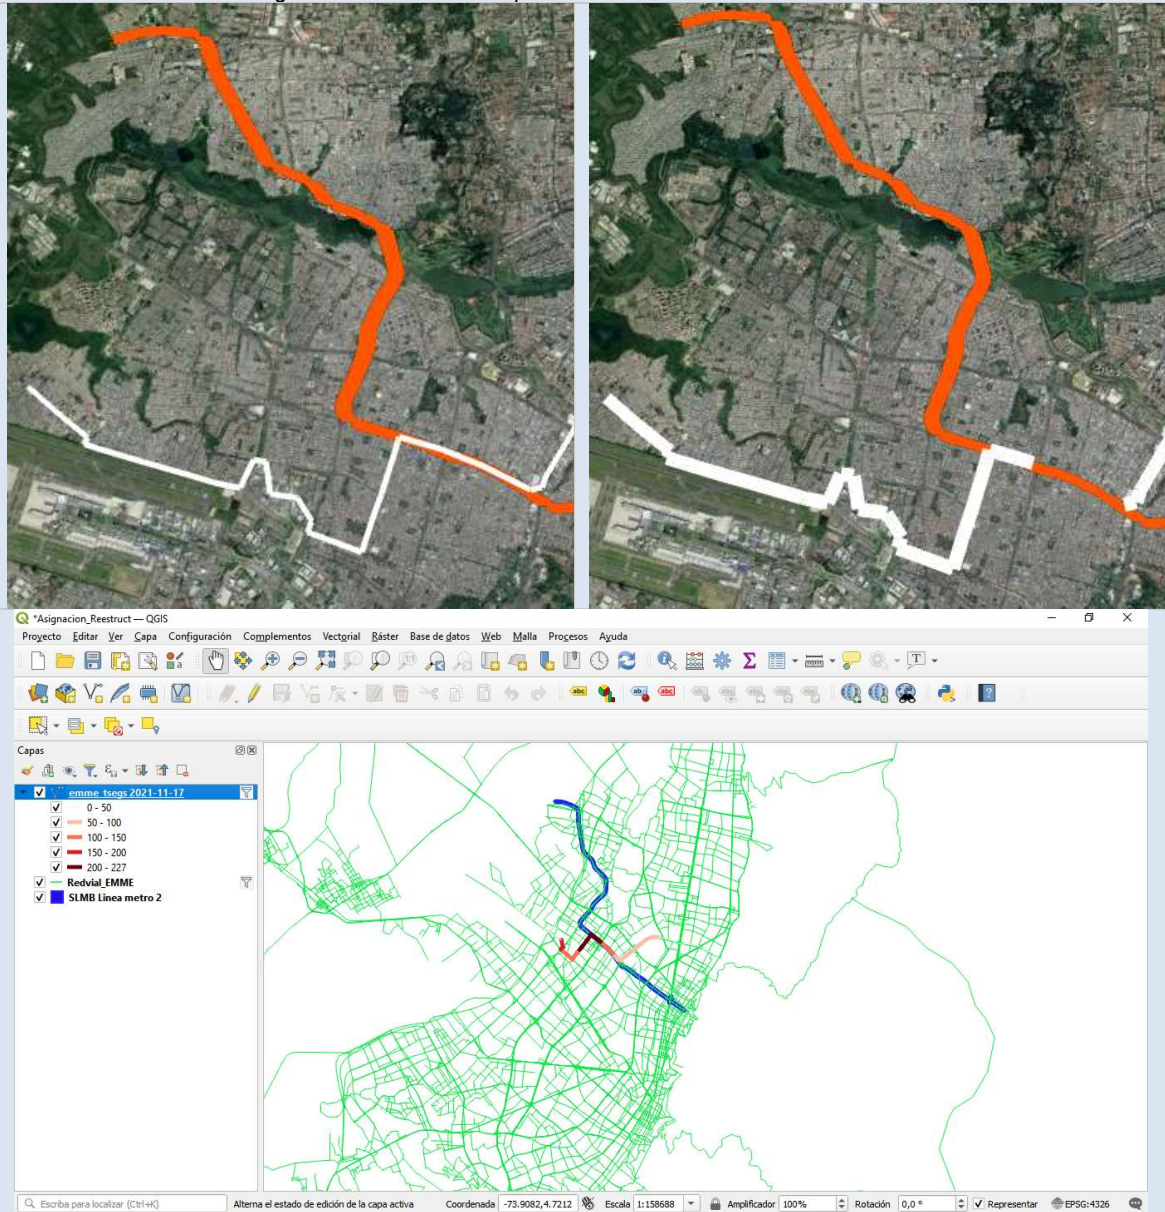 *Asignacion_Reestruct — QGIS
Proyecto Editar Ver Capa Configuración Complementos Vectorial Ráster Base de datos Web Malla Procesos Ayuda
Capas
emme_tsegs 2021-11-17
0 - 50
50 - 100
100 - 150
150 - 200
200 - 227
Redvial_EMME
SLMB Linea metro 2
Escriba para localizar (Ctrl+K) Alterna el estado de edición de la capa activa Coordenada -73.9082,4.7212 Escala 1:158688 Amplificador 100% Rotación 0,0 ° Representar EPSG:4326